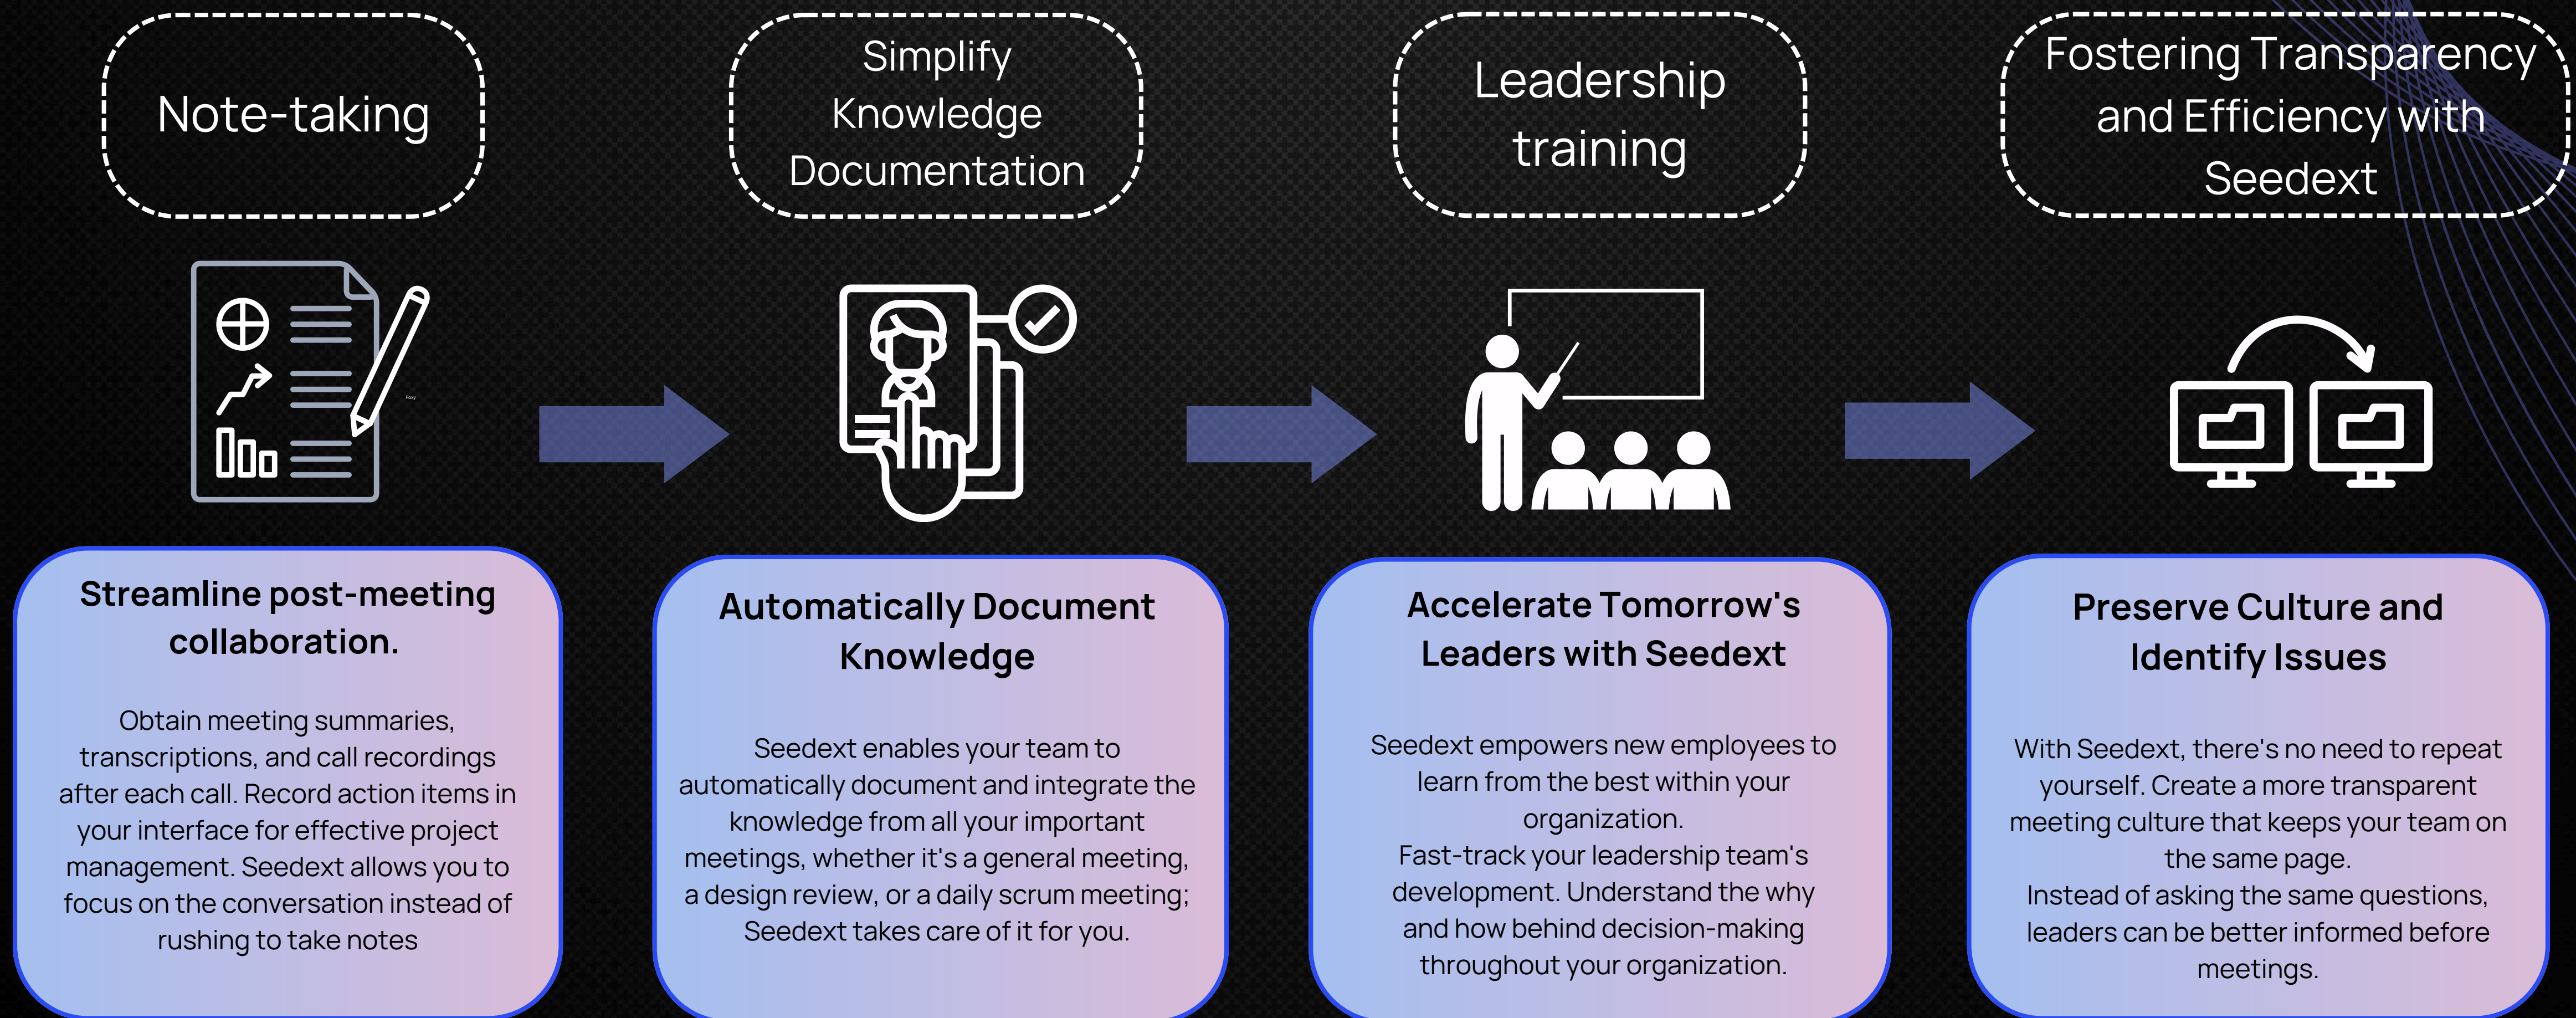 Note-taking
Simplify
Knowledge
Documentation
Leadership
training
Fostering Transparency
and Efficiency with
Seedext
Foxy
Streamline post-meeting
collaboration.
Obtain meeting summaries,
transcriptions, and call recordings
after each call. Record action items in
your interface for effective project
management. Seedext allows you to
focus on the conversation instead of
rushing to take notes
Automatically Document
Knowledge
Seedext enables your team to
automatically document and integrate the
knowledge from all your important
meetings, whether it's a general meeting,
a design review, or a daily scrum meeting;
Seedext takes care of it for you.
Accelerate Tomorrow's
Leaders with Seedext
Seedext empowers new employees to
learn from the best within your
organization.
Fast-track your leadership team's
development. Understand the why
and how behind decision-making
throughout your organization.
Preserve Culture and
Identify Issues
With Seedext, there's no need to repeat
yourself. Create a more transparent
meeting culture that keeps your team on
the same page.
Instead of asking the same questions,
leaders can be better informed before
meetings.